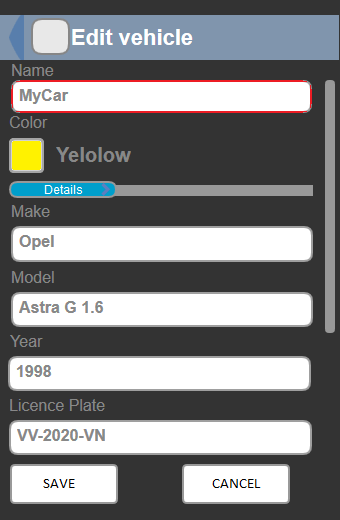 Edit vehicle
Name
MyCar
Color
Yelolow
Details
Make
Opel
Model
Astra G 1.6
Year
1998
Licence Plate
VV-2020-VN
SAVE CANCEL